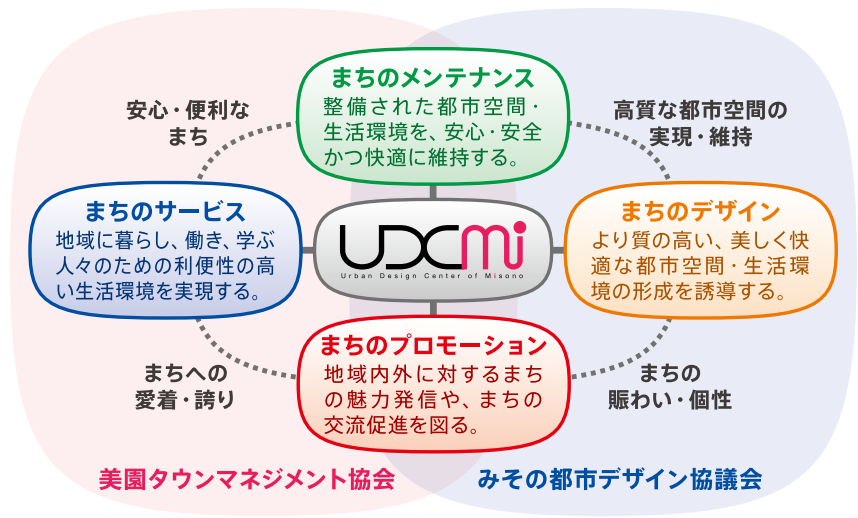 まちのメンテナンス
整備された都市空間・
生活環境を、安心・安全
かつ快適に維持する。
安心・便利な
まち
高質な都市空間の
実現・維持
まちのサービス
地域に暮らし、働き、学ぶ
人々のための利便性の高
い生活環境を実現する。
UDCMi
Urban Design Center of Misono
まちのデザイン
より質の高い、美しく快
適な都市空間・生活環
境の形成を誘導する。
まちへの
愛着・誇り
まちのプロモーション
地域内外に対するまち
の魅力発信や、まちの
交流促進を図る。
まちの
賑わい・個性
美園タウンマネジメント協会
みその都市デザイン協議会